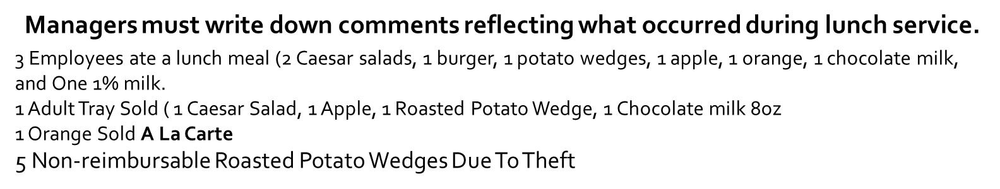 Managers must write down comments reflecting what occurred during lunch service.
3 Employees ate a lunch meal (2 Caesar salads, 1 burger, 1 potato wedges, 1 apple, 1 orange, 1 chocolate milk,
and One 1% milk.
1 Adult Tray Sold ( 1 Caesar Salad, 1 Apple, 1 Roasted Potato Wedge, 1 Chocolate milk 8oz
1 Orange Sold A La Carte
5 Non-reimbursable Roasted Potato Wedges Due To Theft